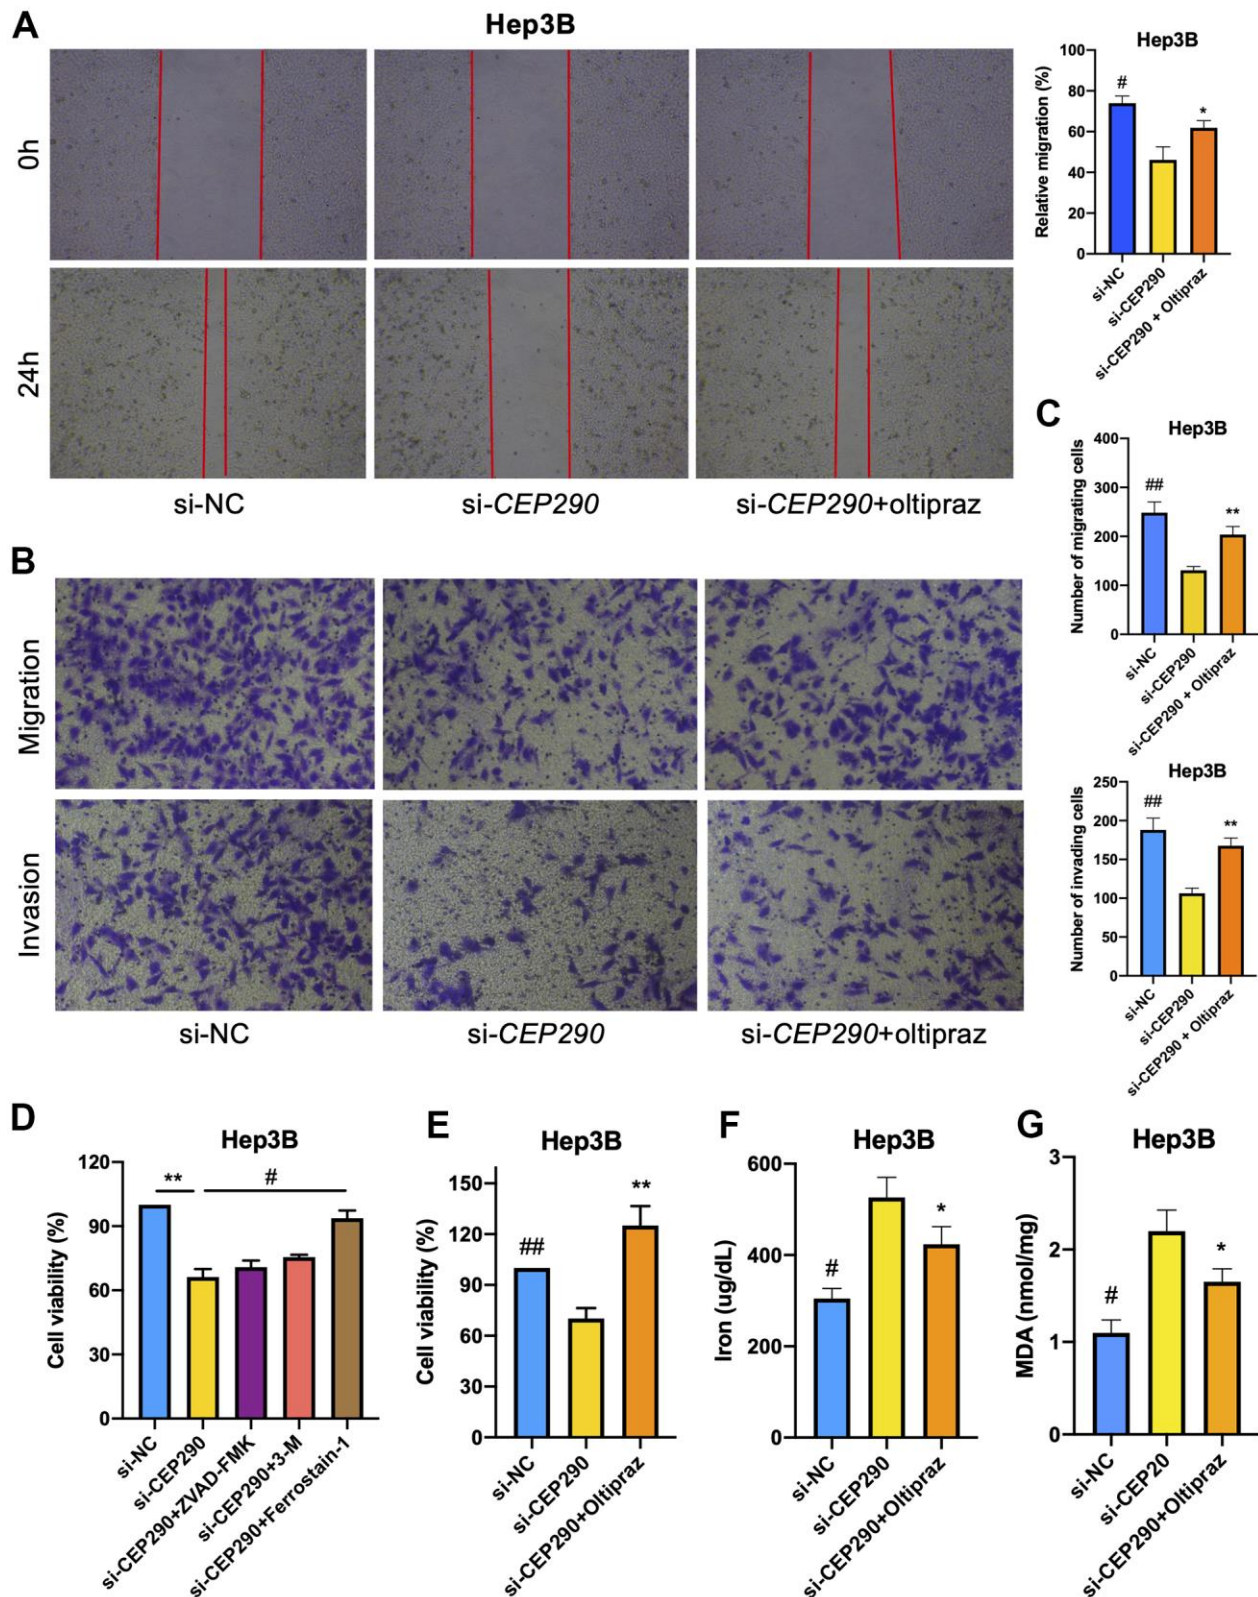 A
Hep3B
0h
24h
si-NC
si-CEP290
si-CEP290+oltipraz
Hep3B
Relative migration (%)
100
80
60
40
20
0
#
*
si-NC
si-CEP290
si-CEP290 + Oltipraz
B
Migration
Invasion
si-NC
si-CEP290
si-CEP290+oltipraz
C
Hep3B
Number of migrating cells
400
300
200
100
0
##
**
si-NC
si-CEP290
si-CEP290 + Oltipraz
Hep3B
Number of invading cells
250
200
150
100
50
0
##
**
si-NC
si-CEP290
si-CEP290 + Oltipraz
D
Hep3B
Cell viability (%)
120
90
60
30
0
**
#
si-NC
si-CEP290
si-CEP290+ZVAD-FMK
si-CEP290+3-M
si-CEP290+Ferrostain-1
E
Hep3B
Cell viability (%)
150
120
90
60
30
0
##
**
si-NC
si-CEP290
si-CEP290+Oltipraz
F
Hep3B
Iron (ug/dL)
600
400
200
0
#
*
si-NC
si-CEP290
si-CEP290+Oltipraz
G
Hep3B
MDA (nmol/mg)
3
2
1
0
#
*
si-NC
si-CEP20
si-CEP290+Oltipraz